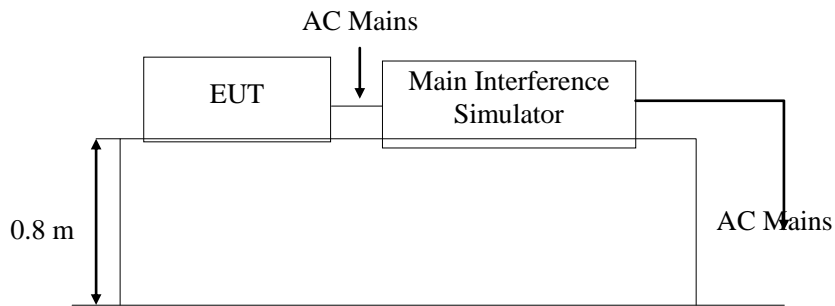 AC Mains
EUT
Main Interference
Simulator
0.8 m
AC Mains